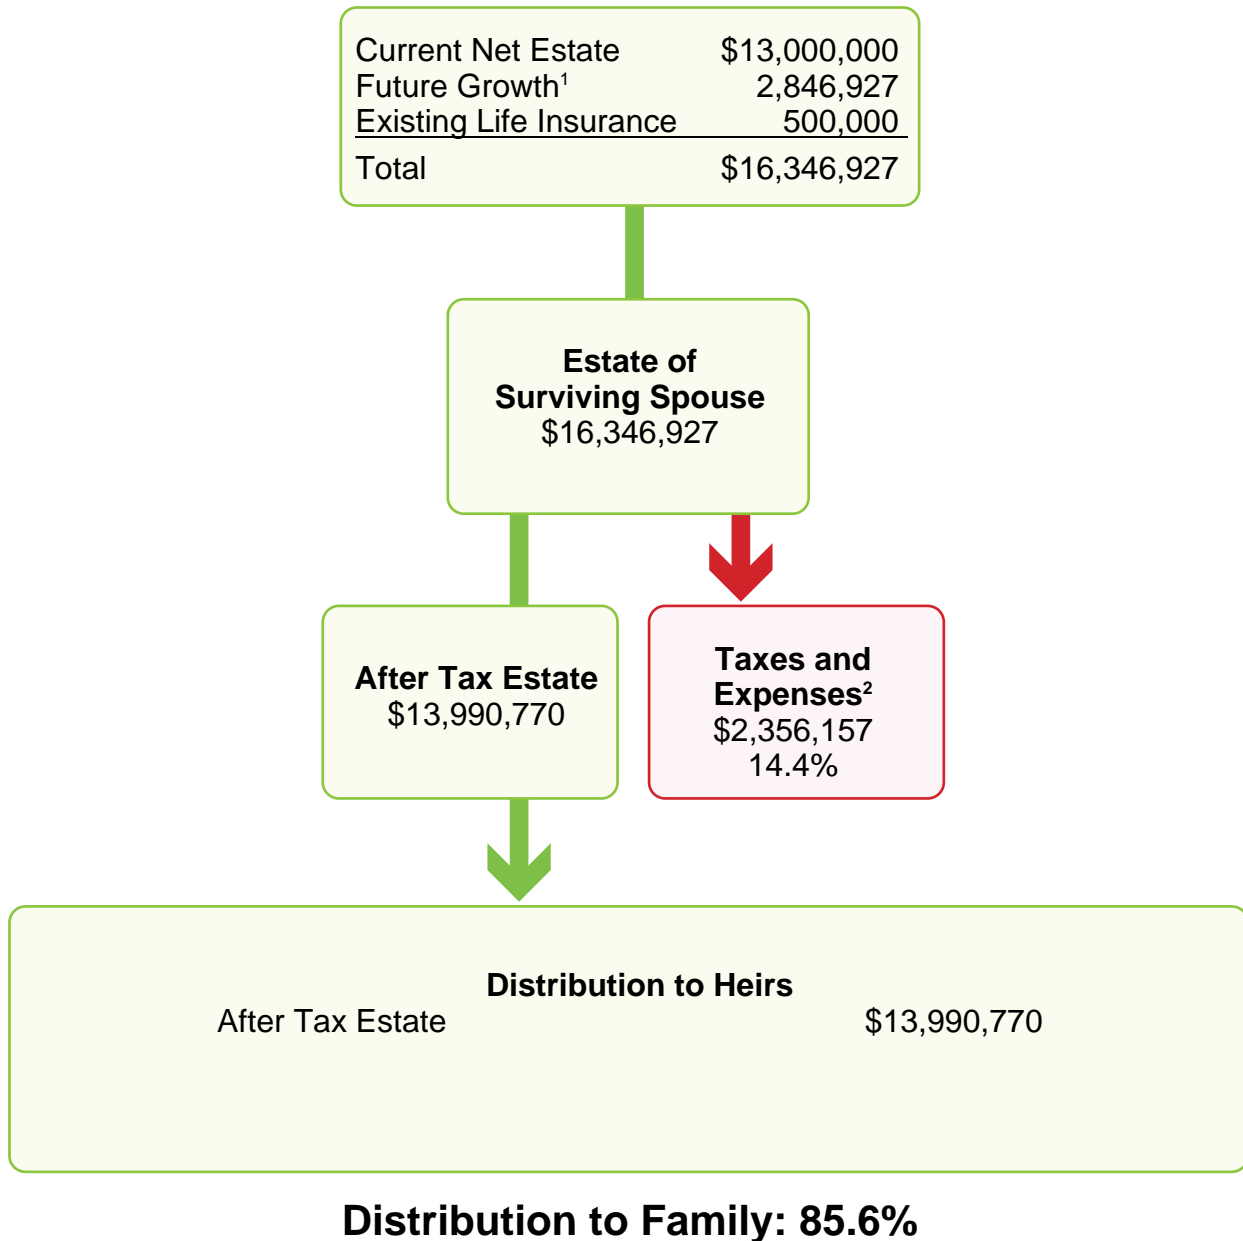 Current Net Estate $13,000,000
Future Growth¹ 2,846,927
Existing Life Insurance 500,000
Total $16,346,927
Estate of
Surviving Spouse
$16,346,927
After Tax Estate
$13,990,770
Taxes and
Expenses²
$2,356,157
14.4%
Distribution to Heirs
After Tax Estate $13,990,770
Distribution to Family: 85.6%